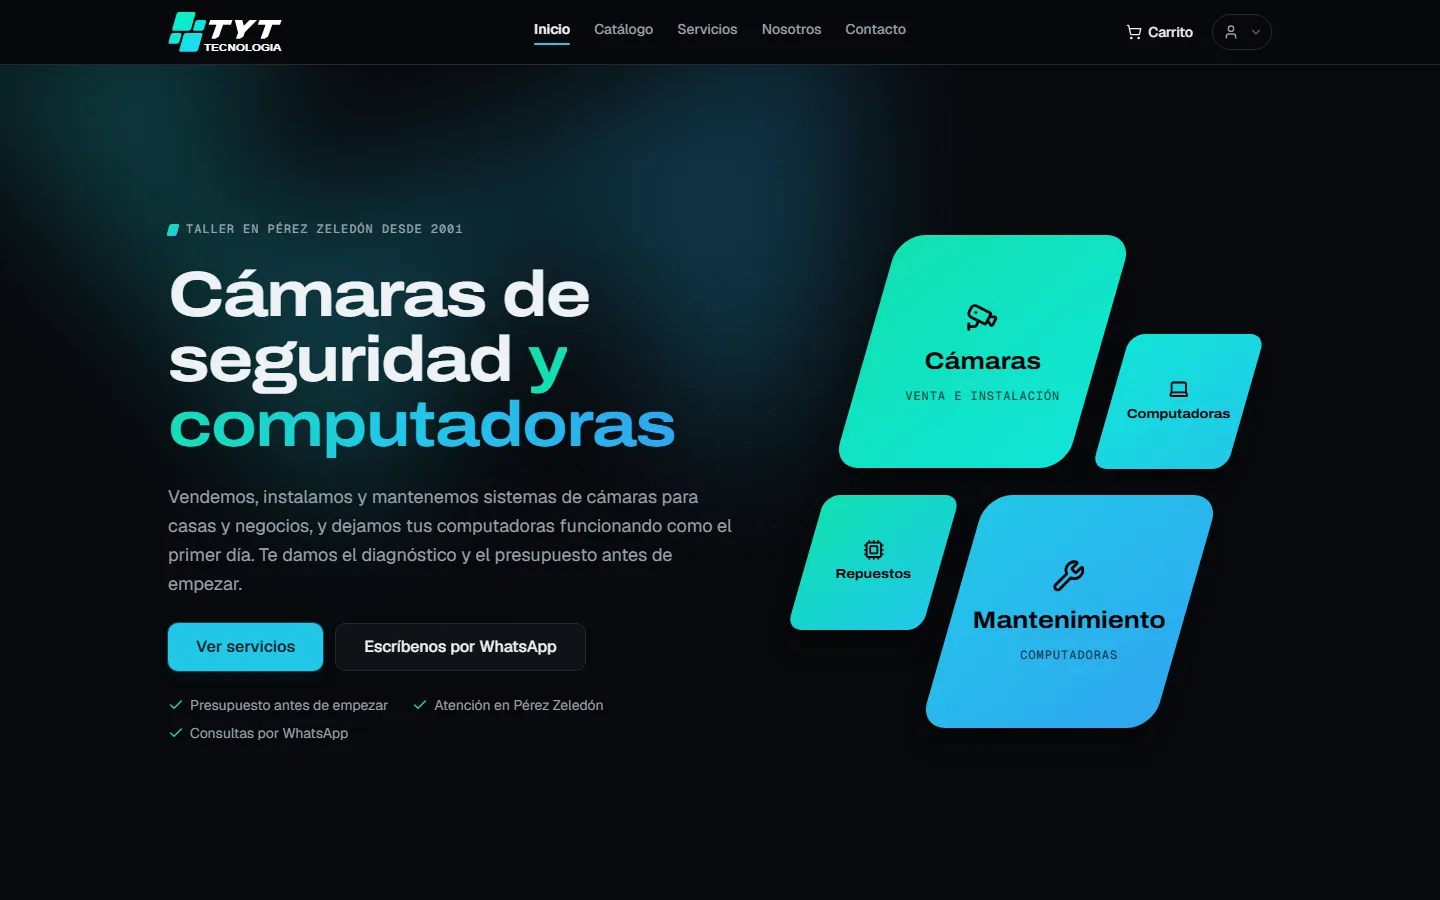 TYT
TECNOLOGIA
Inicio
Catálogo
Servicios
Nosotros
Contacto
Carrito
TALLER EN PÉREZ ZELEDÓN DESDE 2001
Cámaras de
seguridad y
computadoras
Vendemos, instalamos y mantenemos sistemas de cámaras para
casas y negocios, y dejamos tus computadoras funcionando como el
primer día. Te damos el diagnóstico y el presupuesto antes de
empezar.
Ver servicios
Escríbenos por WhatsApp
Presupuesto antes de empezar
Atención en Pérez Zeledón
Consultas por WhatsApp
Cámaras
VENTA E INSTALACIÓN
Computadoras
Repuestos
Mantenimiento
COMPUTADORAS